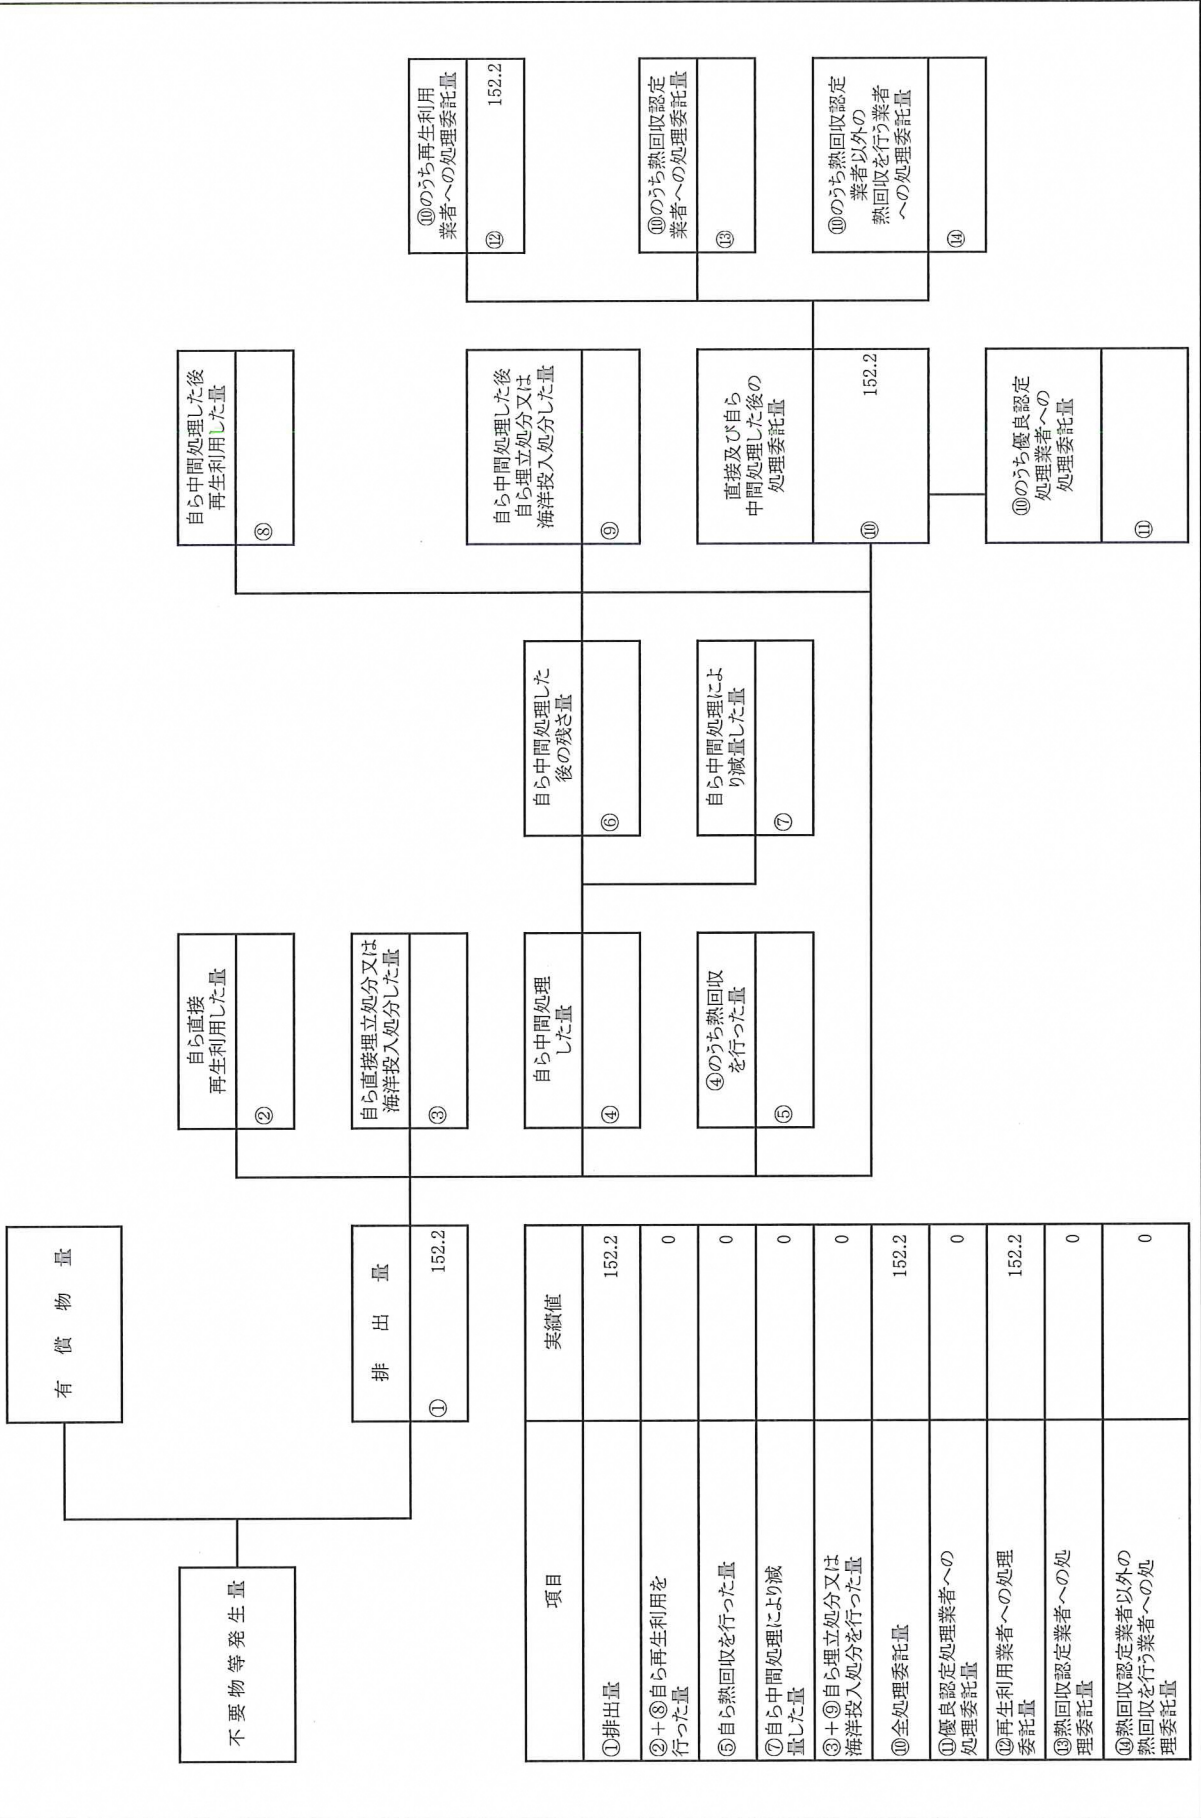 有償物量
不要物等発生量
排出量
① 152.2
自ら直接
再生利用した量
②
自ら直接埋立処分又は
海洋投入処分した量
③
自ら中間処理
した量
④
④のうち熱回収
を行った量
⑤
自ら中間処理した
後の残さ量
⑥
自ら中間処理によ
り減量した量
⑦
自ら中間処理した後
再生利用した量
⑧
自ら中間処理した後
自ら埋立処分又は
海洋投入処分した量
⑨
直接及び自ら
中間処理した後の
処理委託量
⑩ 152.2
⑩のうち優良認定
処理業者への
処理委託量
⑪
⑩のうち再生利用
業者への処理委託量
⑫ 152.2
⑩のうち熱回収認定
業者への処理委託量
⑬
⑩のうち熱回収認定
業者以外の
熱回収を行う業者
への処理委託量
⑭
項目 実績値
①排出量 152.2
②+⑧自ら再生利用を
行った量 0
⑤自ら熱回収を行った量 0
⑦自ら中間処理により減
量した量 0
③+⑨自ら埋立処分又は
海洋投入処分を行った量 0
⑩全処理委託量 152.2
⑪優良認定処理業者への
処理委託量 0
⑫再生利用業者への処理
委託量 152.2
⑬熱回収認定業者への処
理委託量 0
⑭熱回収認定業者以外の
熱回収を行う業者への処
理委託量 0